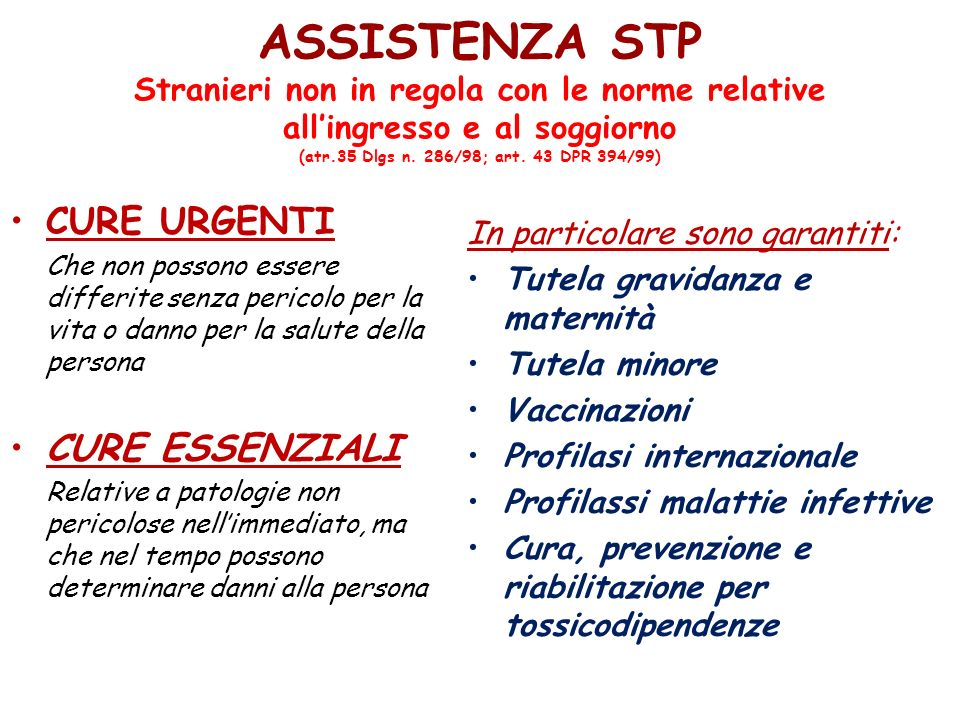 ASSISTENZA STP
Stranieri non in regola con le norme relative
all’ingresso e al soggiorno
(atr.35 Dlgs n. 286/98; art. 43 DPR 394/99)
• CURE URGENTI
Che non possono essere
differite senza pericolo per la
vita o danno per la salute della
persona
• CURE ESSENZIALI
Relative a patologie non
pericolose nell’immediato, ma
che nel tempo possono
determinare danni alla persona
In particolare sono garantiti:
• Tutela gravidanza e
maternità
• Tutela minore
• Vaccinazioni
• Profilasi internazionale
• Profilassi malattie infettive
• Cura, prevenzione e
riabilitazione per
tossicodipendenze